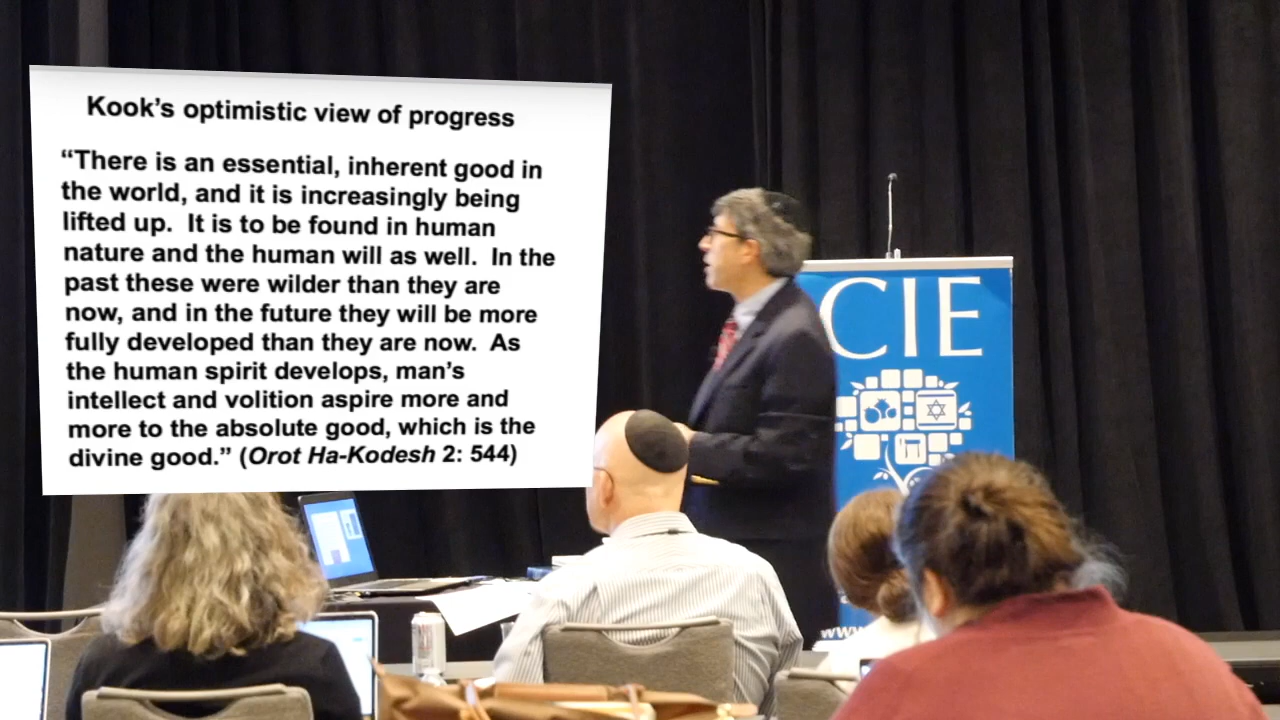 Kook’s optimistic view of progress
“There is an essential, inherent good in
the world, and it is increasingly being
lifted up.  It is to be found in human
nature and the human will as well.  In the
past these were wilder than they are
now, and in the future they will be more
fully developed than they are now.  As
the human spirit develops, man’s
intellect and volition aspire more and
more to the absolute good, which is the
divine good.” (Orot Ha-Kodesh 2: 544)
CIE